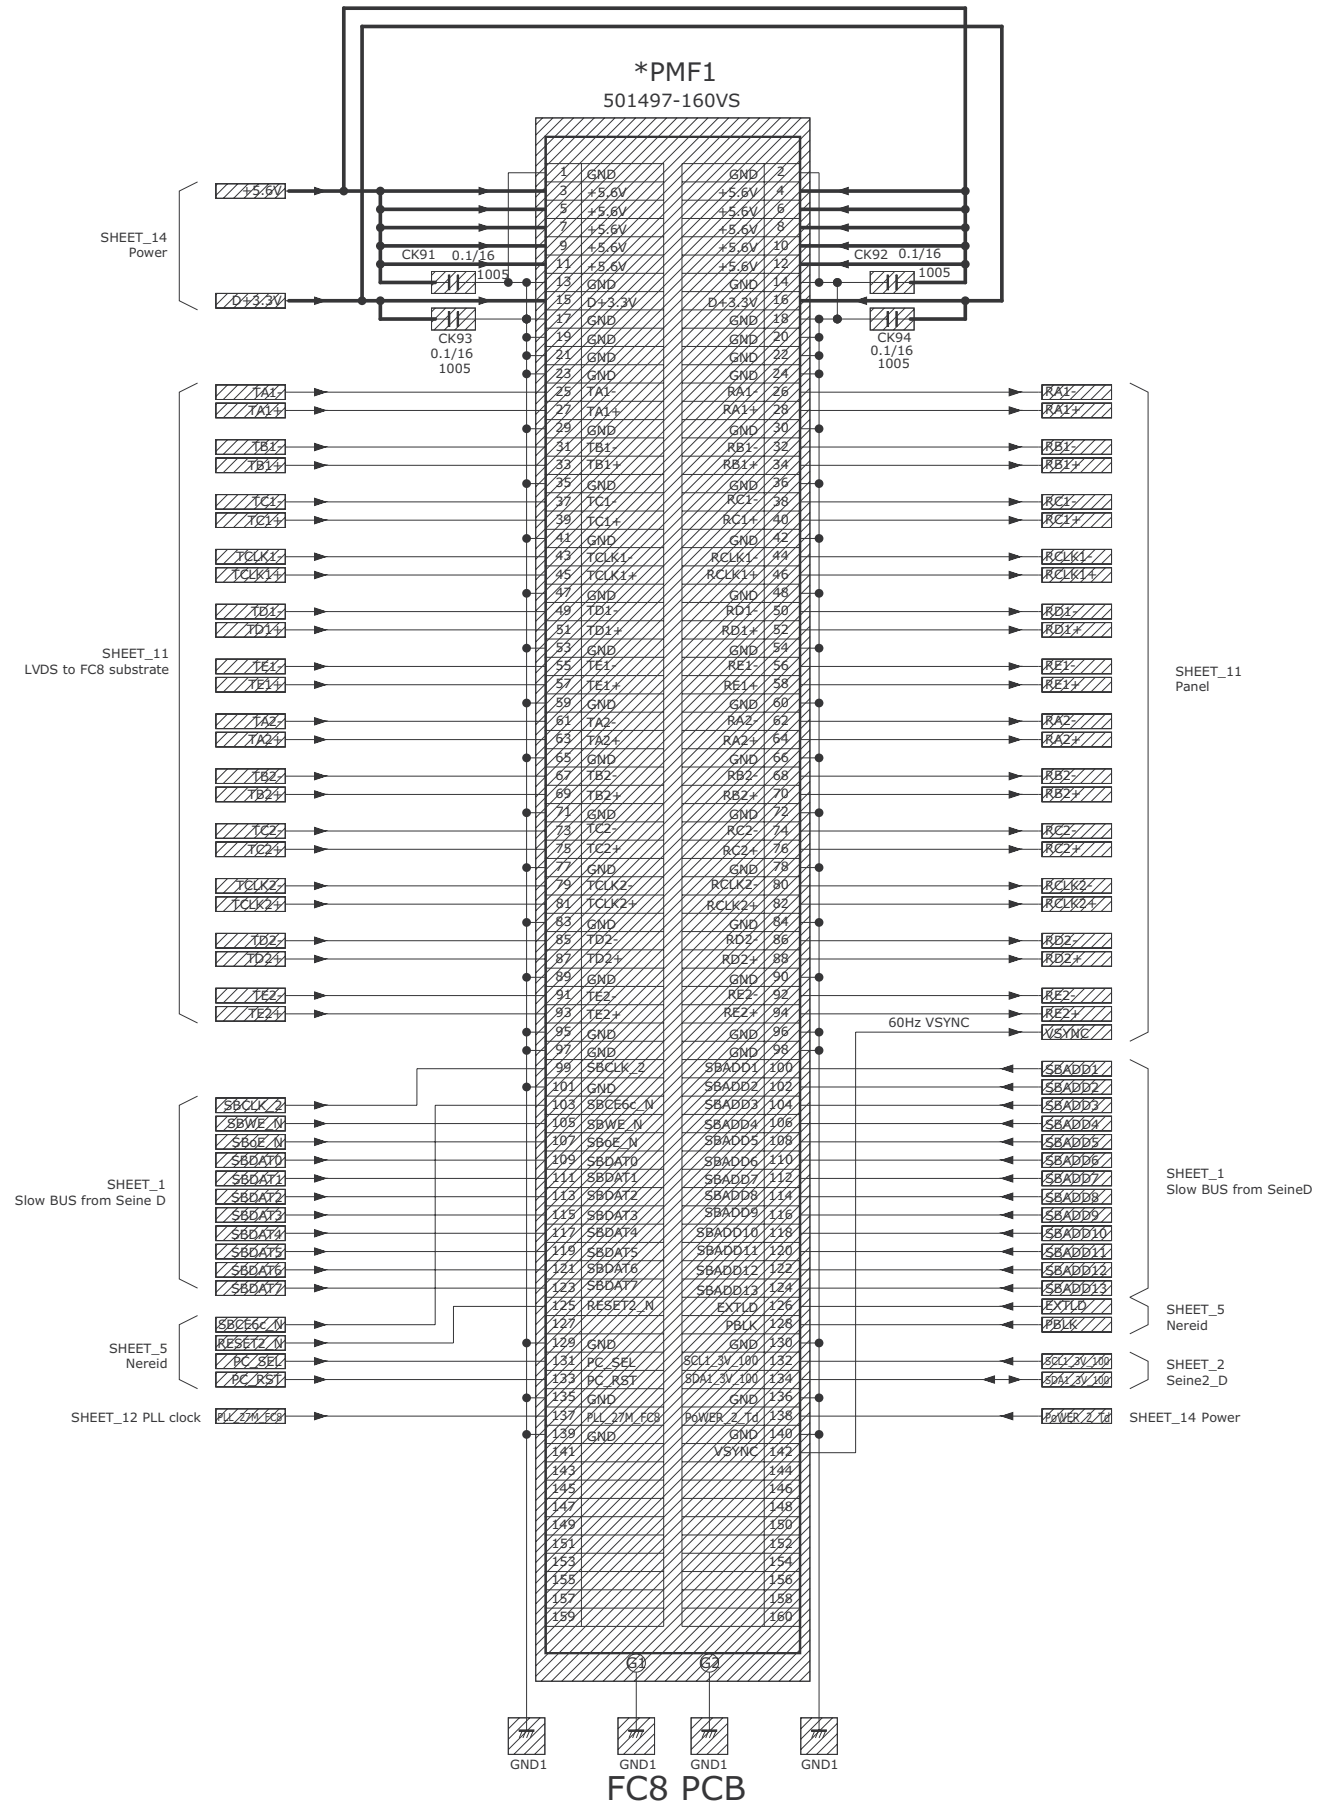 *PMF1
501497-160VS
1 GND GND 2
+5.6V 3 +5.6V +5.6V 4
5 +5.6V +5.6V 6
7 +5.6V +5.6V 8
SHEET_14
Power
9 +5.6V +5.6V 10
CK91 0.1/16 CK92 0.1/16
11 +5.6V +5.6V 12
1005 1005
13 GND GND 14
D+3.3V 15 D+3.3V D+3.3V 16
17 GND GND 18
CK93
0.1/16
1005
CK94
0.1/16
1005
19 GND GND 20
21 GND GND 22
23 GND GND 24
TA1- 25 TA1- RA1- 26 RA1-
TA1+ 27 TA1+ RA1+ 28 RA1+
29 GND GND 30
TB1- 31 TB1- RB1- 32 RB1-
TB1+ 33 TB1+ RB1+ 34 RB1+
35 GND GND 36
TC1- 37 TC1- RC1- 38 RC1-
TC1+ 39 TC1+ RC1+ 40 RC1+
41 GND GND 42
TCLK1- 43 TCLK1- RCLK1- 44 RCLK1-
TCLK1+ 45 TCLK1+ RCLK1+ 46 RCLK1+
47 GND GND 48
TD1- 49 TD1- RD1- 50 RD1-
TD1+ 51 TD1+ RD1+ 52 RD1+
53 GND GND 54
SHEET_11
LVDS to FC8 substrate
TE1- 55 TE1- RE1- 56 RE1-
TE1+ 57 TE1+ RE1+ 58 RE1+
SHEET_11
Panel
59 GND GND 60
TA2- 61 TA2- RA2- 62 RA2-
TA2+ 63 TA2+ RA2+ 64 RA2+
65 GND GND 66
TB2- 67 TB2- RB2- 68 RB2-
TB2+ 69 TB2+ RB2+ 70 RB2+
71 GND GND 72
TC2- 73 TC2- RC2- 74 RC2-
TC2+ 75 TC2+ RC2+ 76 RC2+
77 GND GND 78
TCLK2- 79 TCLK2- RCLK2- 80 RCLK2-
TCLK2+ 81 TCLK2+ RCLK2+ 82 RCLK2+
83 GND GND 84
TD2- 85 TD2- RD2- 86 RD2-
TD2+ 87 TD2+ RD2+ 88 RD2+
89 GND GND 90
TE2- 91 TE2- RE2- 92 RE2-
TE2+ 93 TE2+ RE2+ 94 RE2+
60Hz VSYNC
95 GND GND 96 VSYNC
97 GND GND 98
99 SBCLK_2 SBADD1 100 SBADD1
101 GND SBADD2 102 SBADD2
SBCLK_2 103 SBCE6c_N SBADD3 104 SBADD3
SBWE_N 105 SBWE_N SBADD4 106 SBADD4
SBoE_N 107 SBoE_N SBADD5 108 SBADD5
SBDAT0 109 SBDAT0 SBADD6 110 SBADD6
SBDAT1 111 SBDAT1 SBADD7 112 SBADD7
SHEET_1
Slow BUS from Seine D
SHEET_1
Slow BUS from SeineD
SBDAT2 113 SBDAT2 SBADD8 114 SBADD8
SBDAT3 115 SBDAT3 SBADD9 116 SBADD9
SBDAT4 117 SBDAT4 SBADD10 118 SBADD10
SBDAT5 119 SBDAT5 SBADD11 120 SBADD11
SBDAT6 121 SBDAT6 SBADD12 122 SBADD12
SBDAT7 123 SBDAT7 SBADD13 124 SBADD13
125 RESET2_N EXTLD 126 EXTLD
SBCE6c_N 127 PBLK 128 PBLK
SHEET_5
Nereid
RESET2_N 129 GND GND 130
SHEET_5
Nereid
PC_SEL 131 PC_SEL SCL1_3V_100 132 SCL1_3V_100
PC_RST 133 PC_RST SDA1_3V_100 134 SDA1_3V_100
SHEET_2
Seine2_D
135 GND GND 136
SHEET_12 PLL clock PLL_27M_FC8 137 PLL_27M_FC8 PoWER_2_Td 138 PoWER_2_Td SHEET_14 Power
139 GND GND 140
141 VSYNC 142
143 144
145 146
147 148
149 150
151 152
153 154
155 156
157 158
159 160
G1 G2
GND1 GND1 GND1 GND1
FC8 PCB